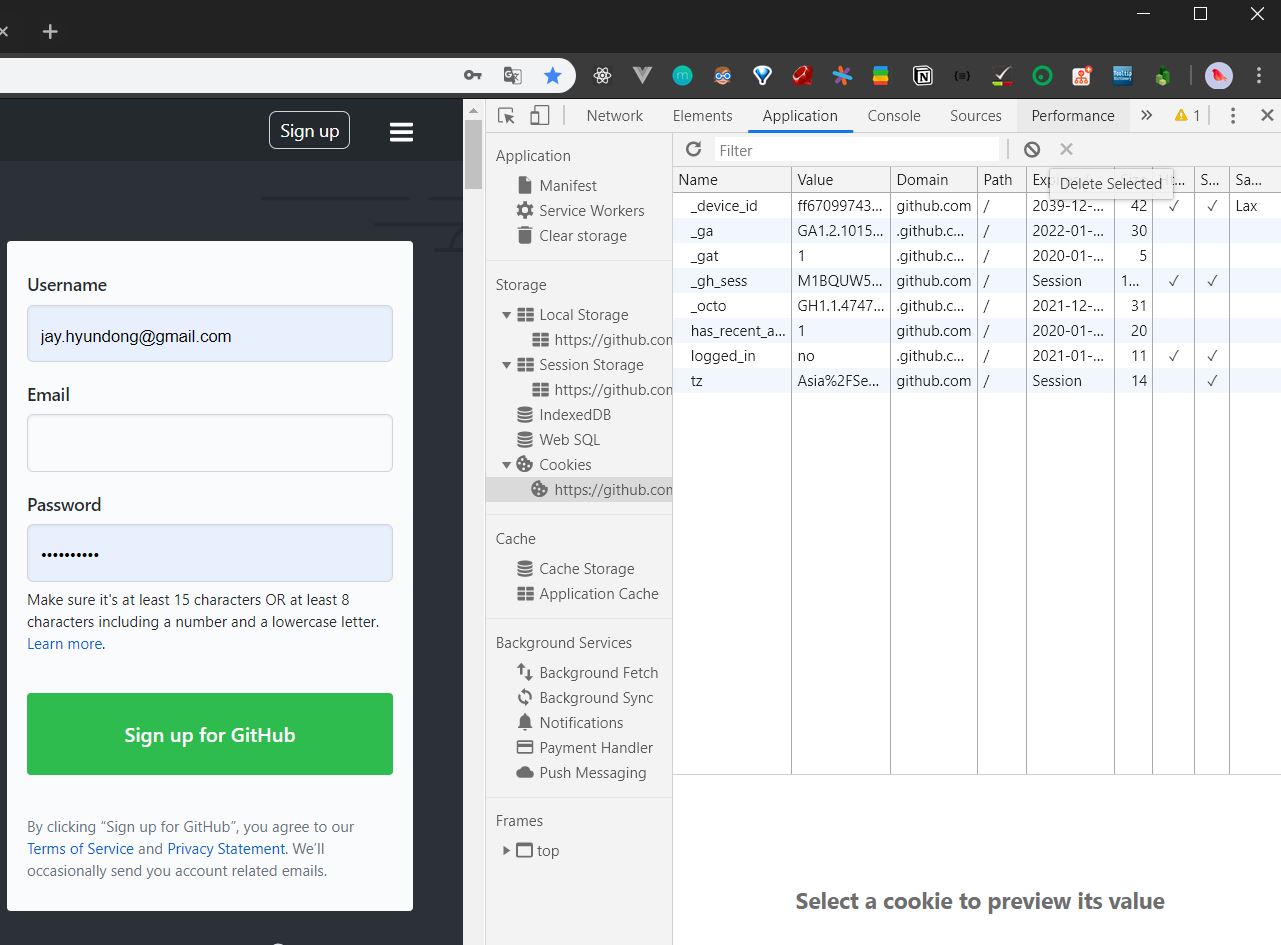 Sign up
Username
jay.hyundong@gmail.com
Email
Password
••••••••••
Make sure it's at least 15 characters OR at least 8
characters including a number and a lowercase letter.
Learn more.
Sign up for GitHub
By clicking “Sign up for GitHub”, you agree to our
Terms of Service and Privacy Statement. We’ll
occasionally send you account related emails.
Network Elements Application Console Sources Performance » 1
Application
Manifest
Service Workers
Clear storage
Storage
Local Storage
https://github.com
Session Storage
https://github.com
IndexedDB
Web SQL
Cookies
https://github.com
Cache
Cache Storage
Application Cache
Background Services
Background Fetch
Background Sync
Notifications
Payment Handler
Push Messaging
Frames
top
Filter
Delete Selected
Name Value Domain Path S... Sa...
_device_id ff67099743... github.com / 2039-12-... 42 ✓ ✓ Lax
_ga GA1.2.1015... .github.c... / 2022-01-... 30
_gat 1 .github.c... / 2020-01-... 5
_gh_sess M1BQUW5... github.com / Session 1... ✓ ✓
_octo GH1.1.4747... .github.c... / 2021-12-... 31
has_recent_a... 1 github.com / 2020-01-... 20
logged_in no .github.c... / 2021-01-... 11 ✓ ✓
tz Asia%2FSe... github.com / Session 14 ✓
Select a cookie to preview its value